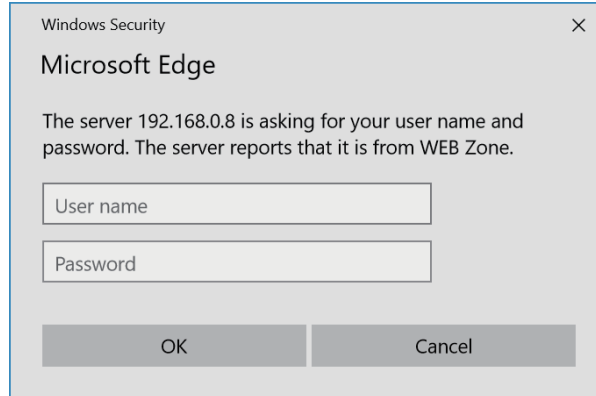 Windows Security
Microsoft Edge
The server 192.168.0.8 is asking for your user name and
password. The server reports that it is from WEB Zone.
User name
Password
OK
Cancel